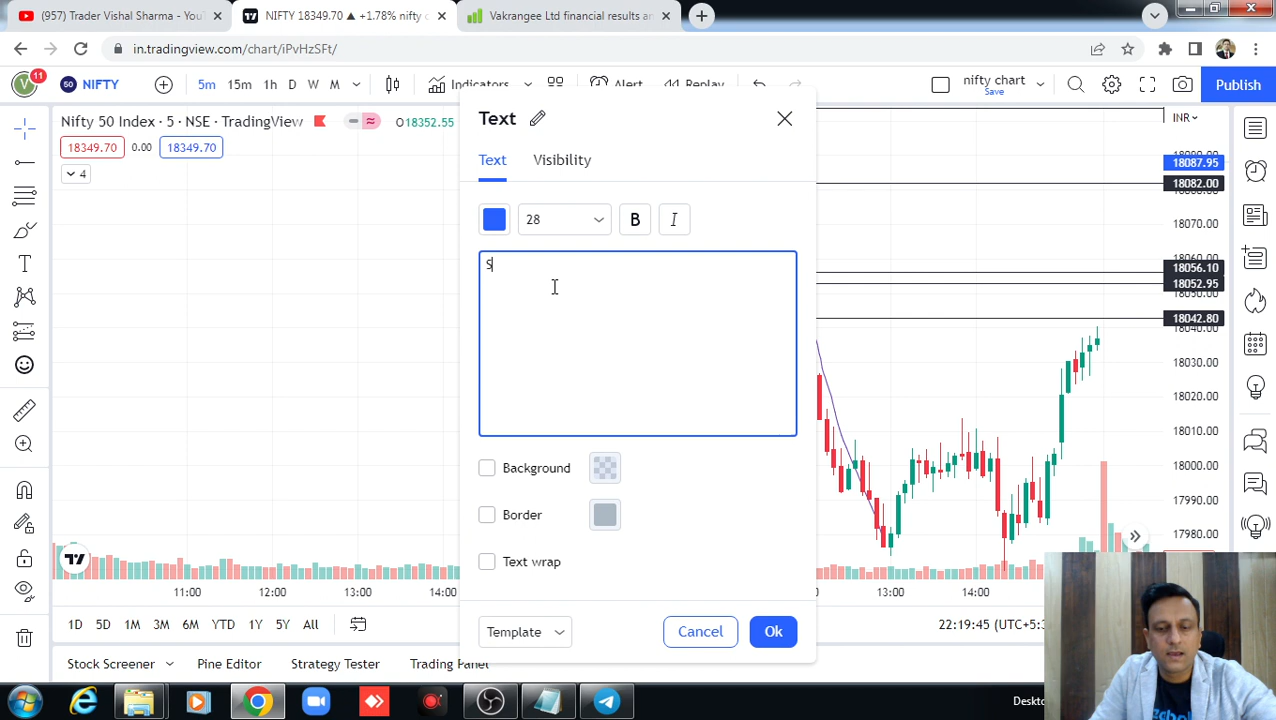 (957) Trader Vishal Sharma - You
NIFTY 18349.70 ▲ +1.78% nifty c
Vakrangee Ltd financial results an
in.tradingview.com/chart/iPvHzSFt/
V 11 50 NIFTY 5m 15m 1h D W M Indicators Alert Replay nifty chart Save Publish
Nifty 50 Index · 5 · NSE · TradingView O18352.55
18349.70 0.00 18349.70
4
Text
Text Visibility
28 B I
S
Background
Border
Text wrap
Template Cancel Ok
INR
18087.95
18082.00
18070.00
18056.10
18052.95
18042.80
18040.00
18030.00
18020.00
18010.00
18000.00
17990.00
17980.00
11:00 12:00 13:00 14:00 13:00 14:00
1D 5D 1M 3M 6M YTD 1Y 5Y All 22:19:45 (UTC+5:3
Stock Screener Pine Editor Strategy Tester Trading Panel
Deskto